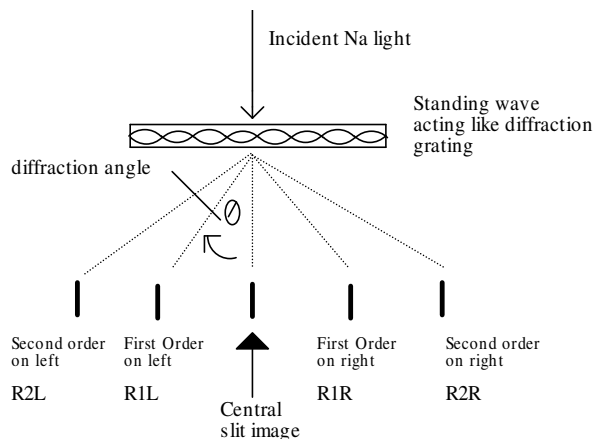 Incident Na light
Standing wave
acting like diffraction
grating
diffraction angle
θ
Second order
on left
R2L
First Order
on left
R1L
First Order
on right
R1R
Second order
on right
R2R
Central
slit image